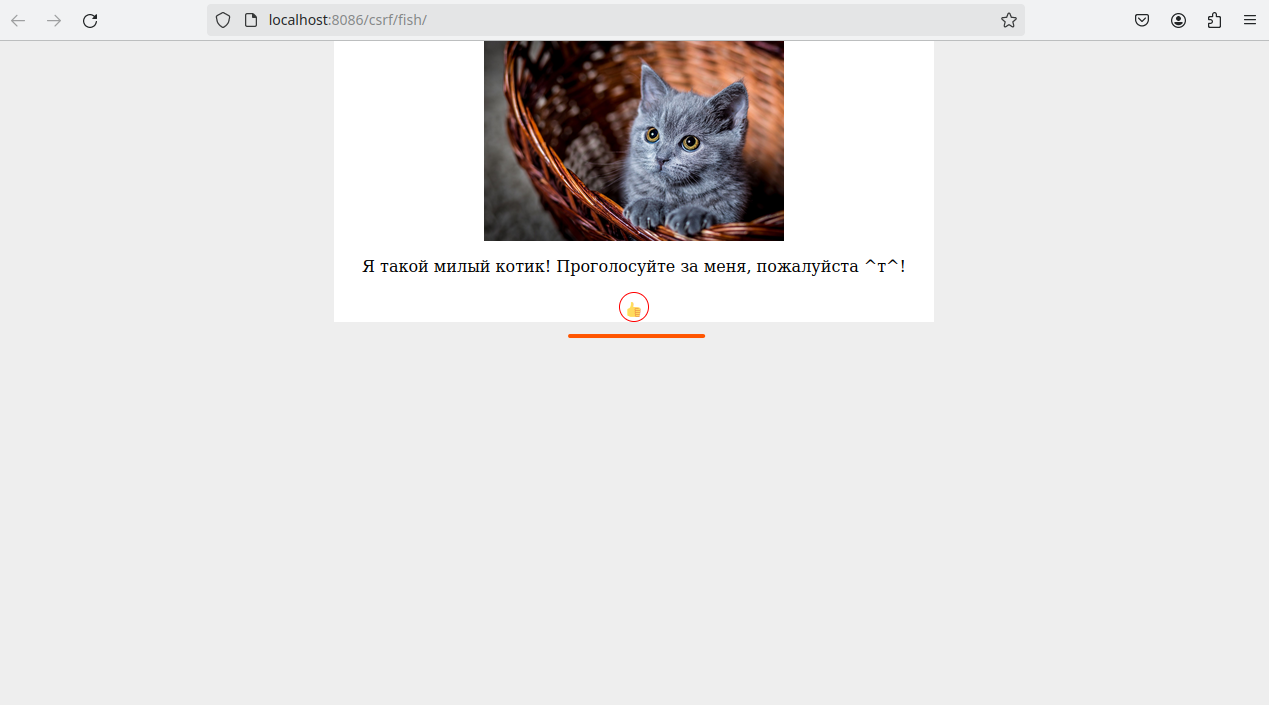 localhost:8086/csrf/fish/
Я такой милый котик! Проголосуйте за меня, пожалуйста ^т^!